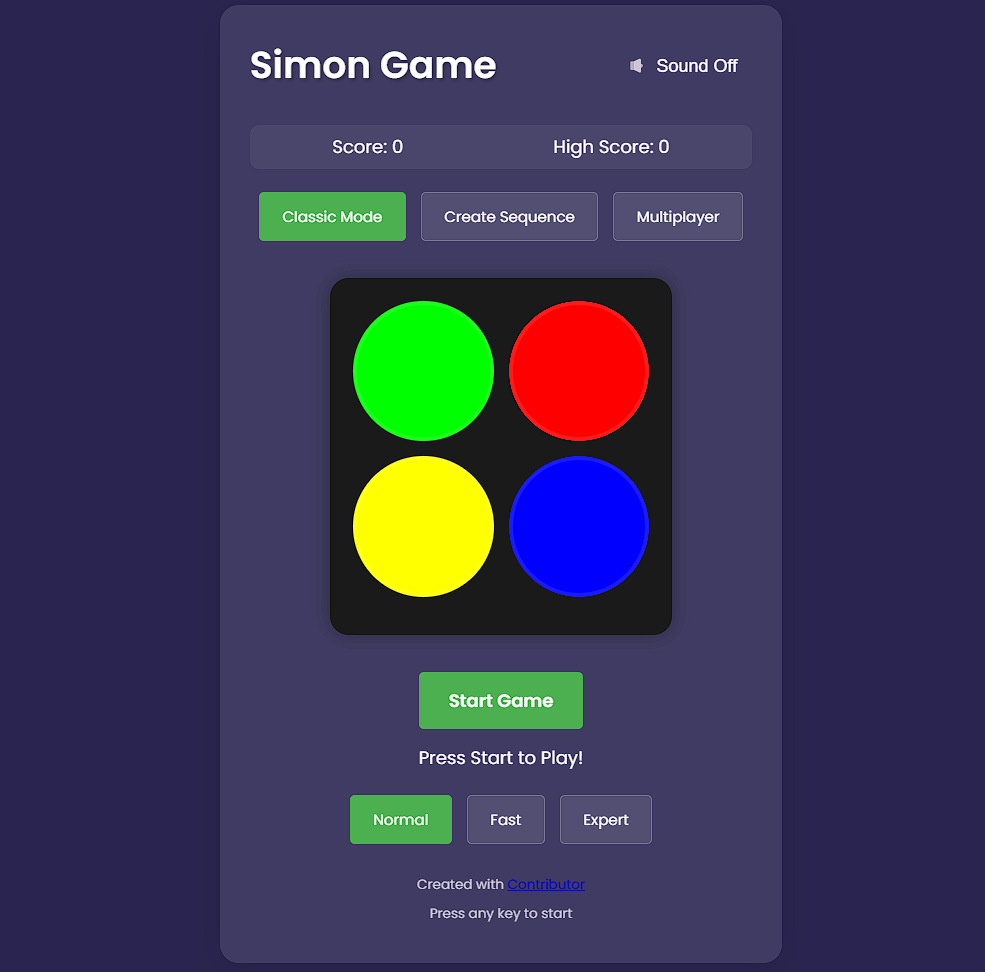 Simon Game
Sound Off
Score: 0
High Score: 0
Classic Mode
Create Sequence
Multiplayer
Start Game
Press Start to Play!
Normal
Fast
Expert
Created with Contributor
Press any key to start